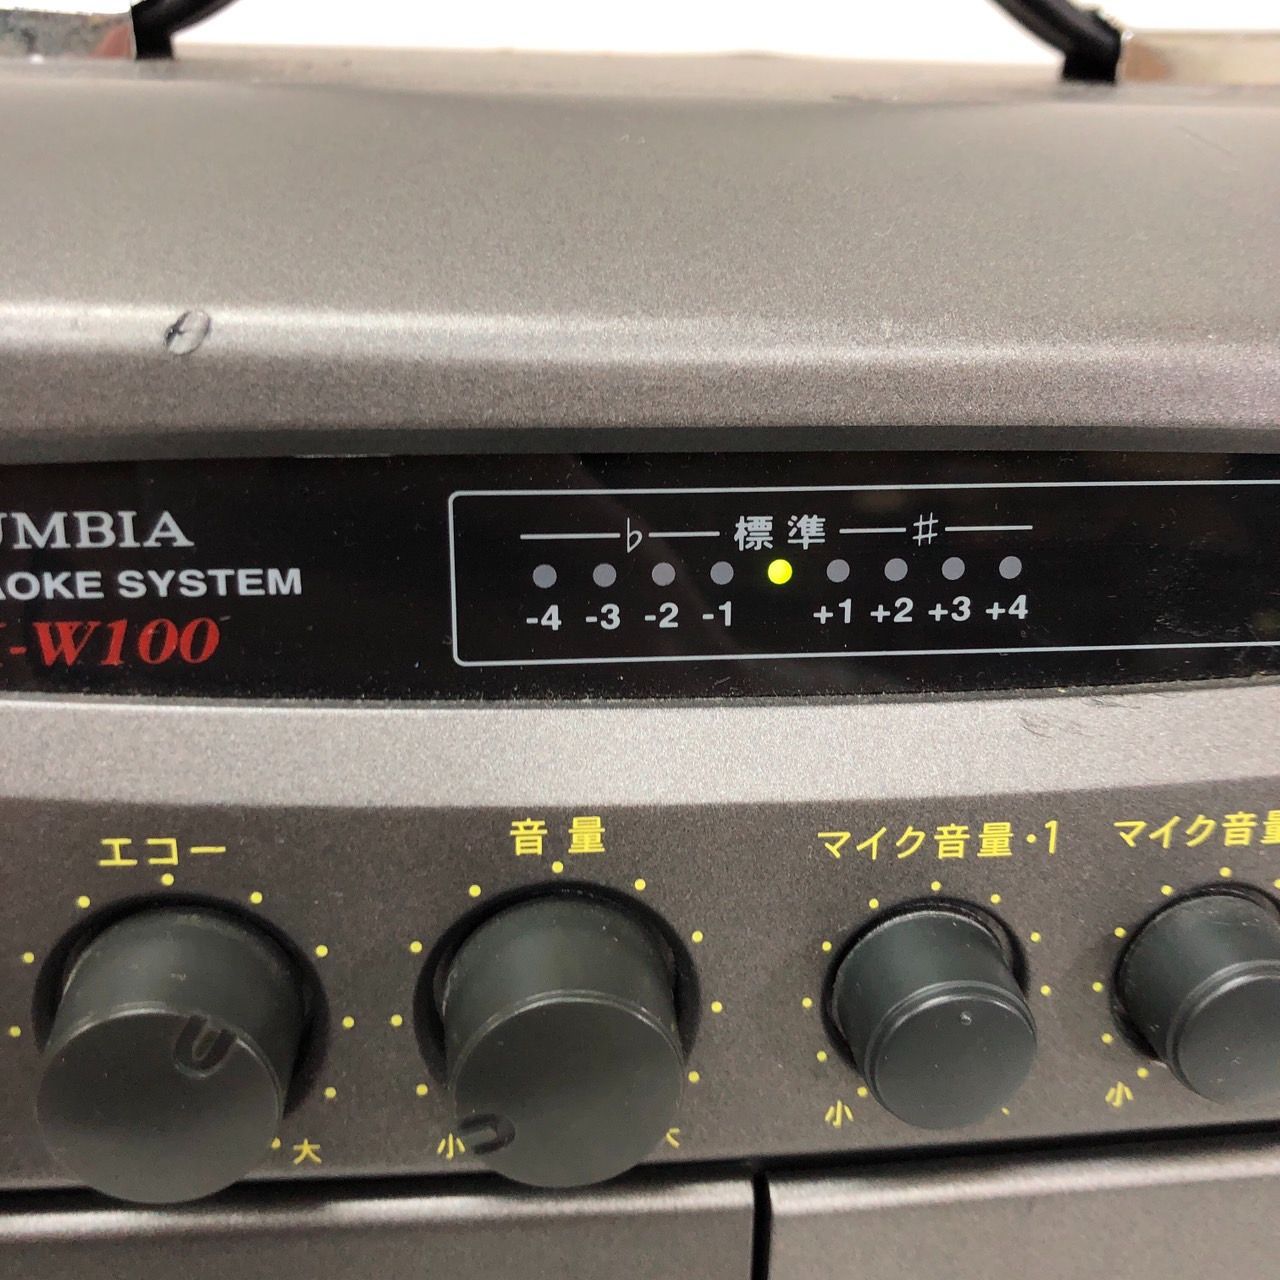 UMBIA
AOKE SYSTEM
-W100
♭ 標準 ♯
-4 -3 -2 -1 +1 +2 +3 +4
エコー
音量
マイク音量・1
マイク音量
大
小
大
小
小